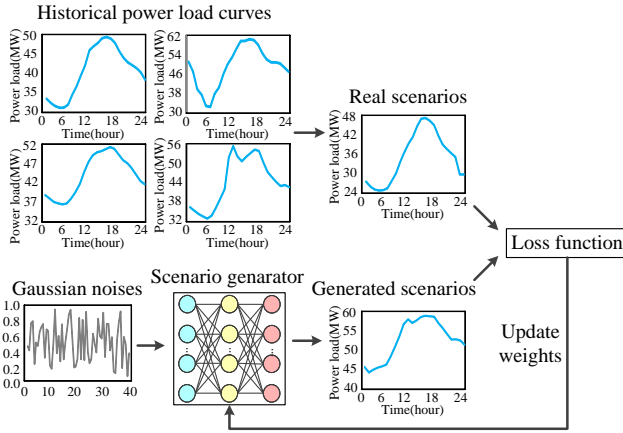 Historical power load curves
Power load(MW)
50
45
40
35
30
0 6 12 18 24
Time(hour)
Power load(MW)
62
54
46
38
30
0 6 12 18 24
Time(hour)
Power load(MW)
52
48
44
40
36
32
0 6 12 18 24
Time(hour)
Power load(MW)
56
50
44
38
32
0 6 12 18 24
Time(hour)
Real scenarios
Power load(MW)
48
42
36
30
24
0 6 12 18 24
Time(hour)
Loss function
Gaussian noises
1.0
0.8
0.6
0.4
0.2
0.0
0 10 20 30 40
Scenario genarator
Generated scenarios
Power load(MW)
60
55
50
45
40
0 6 12 18 26
Time(hour)
Update
weights